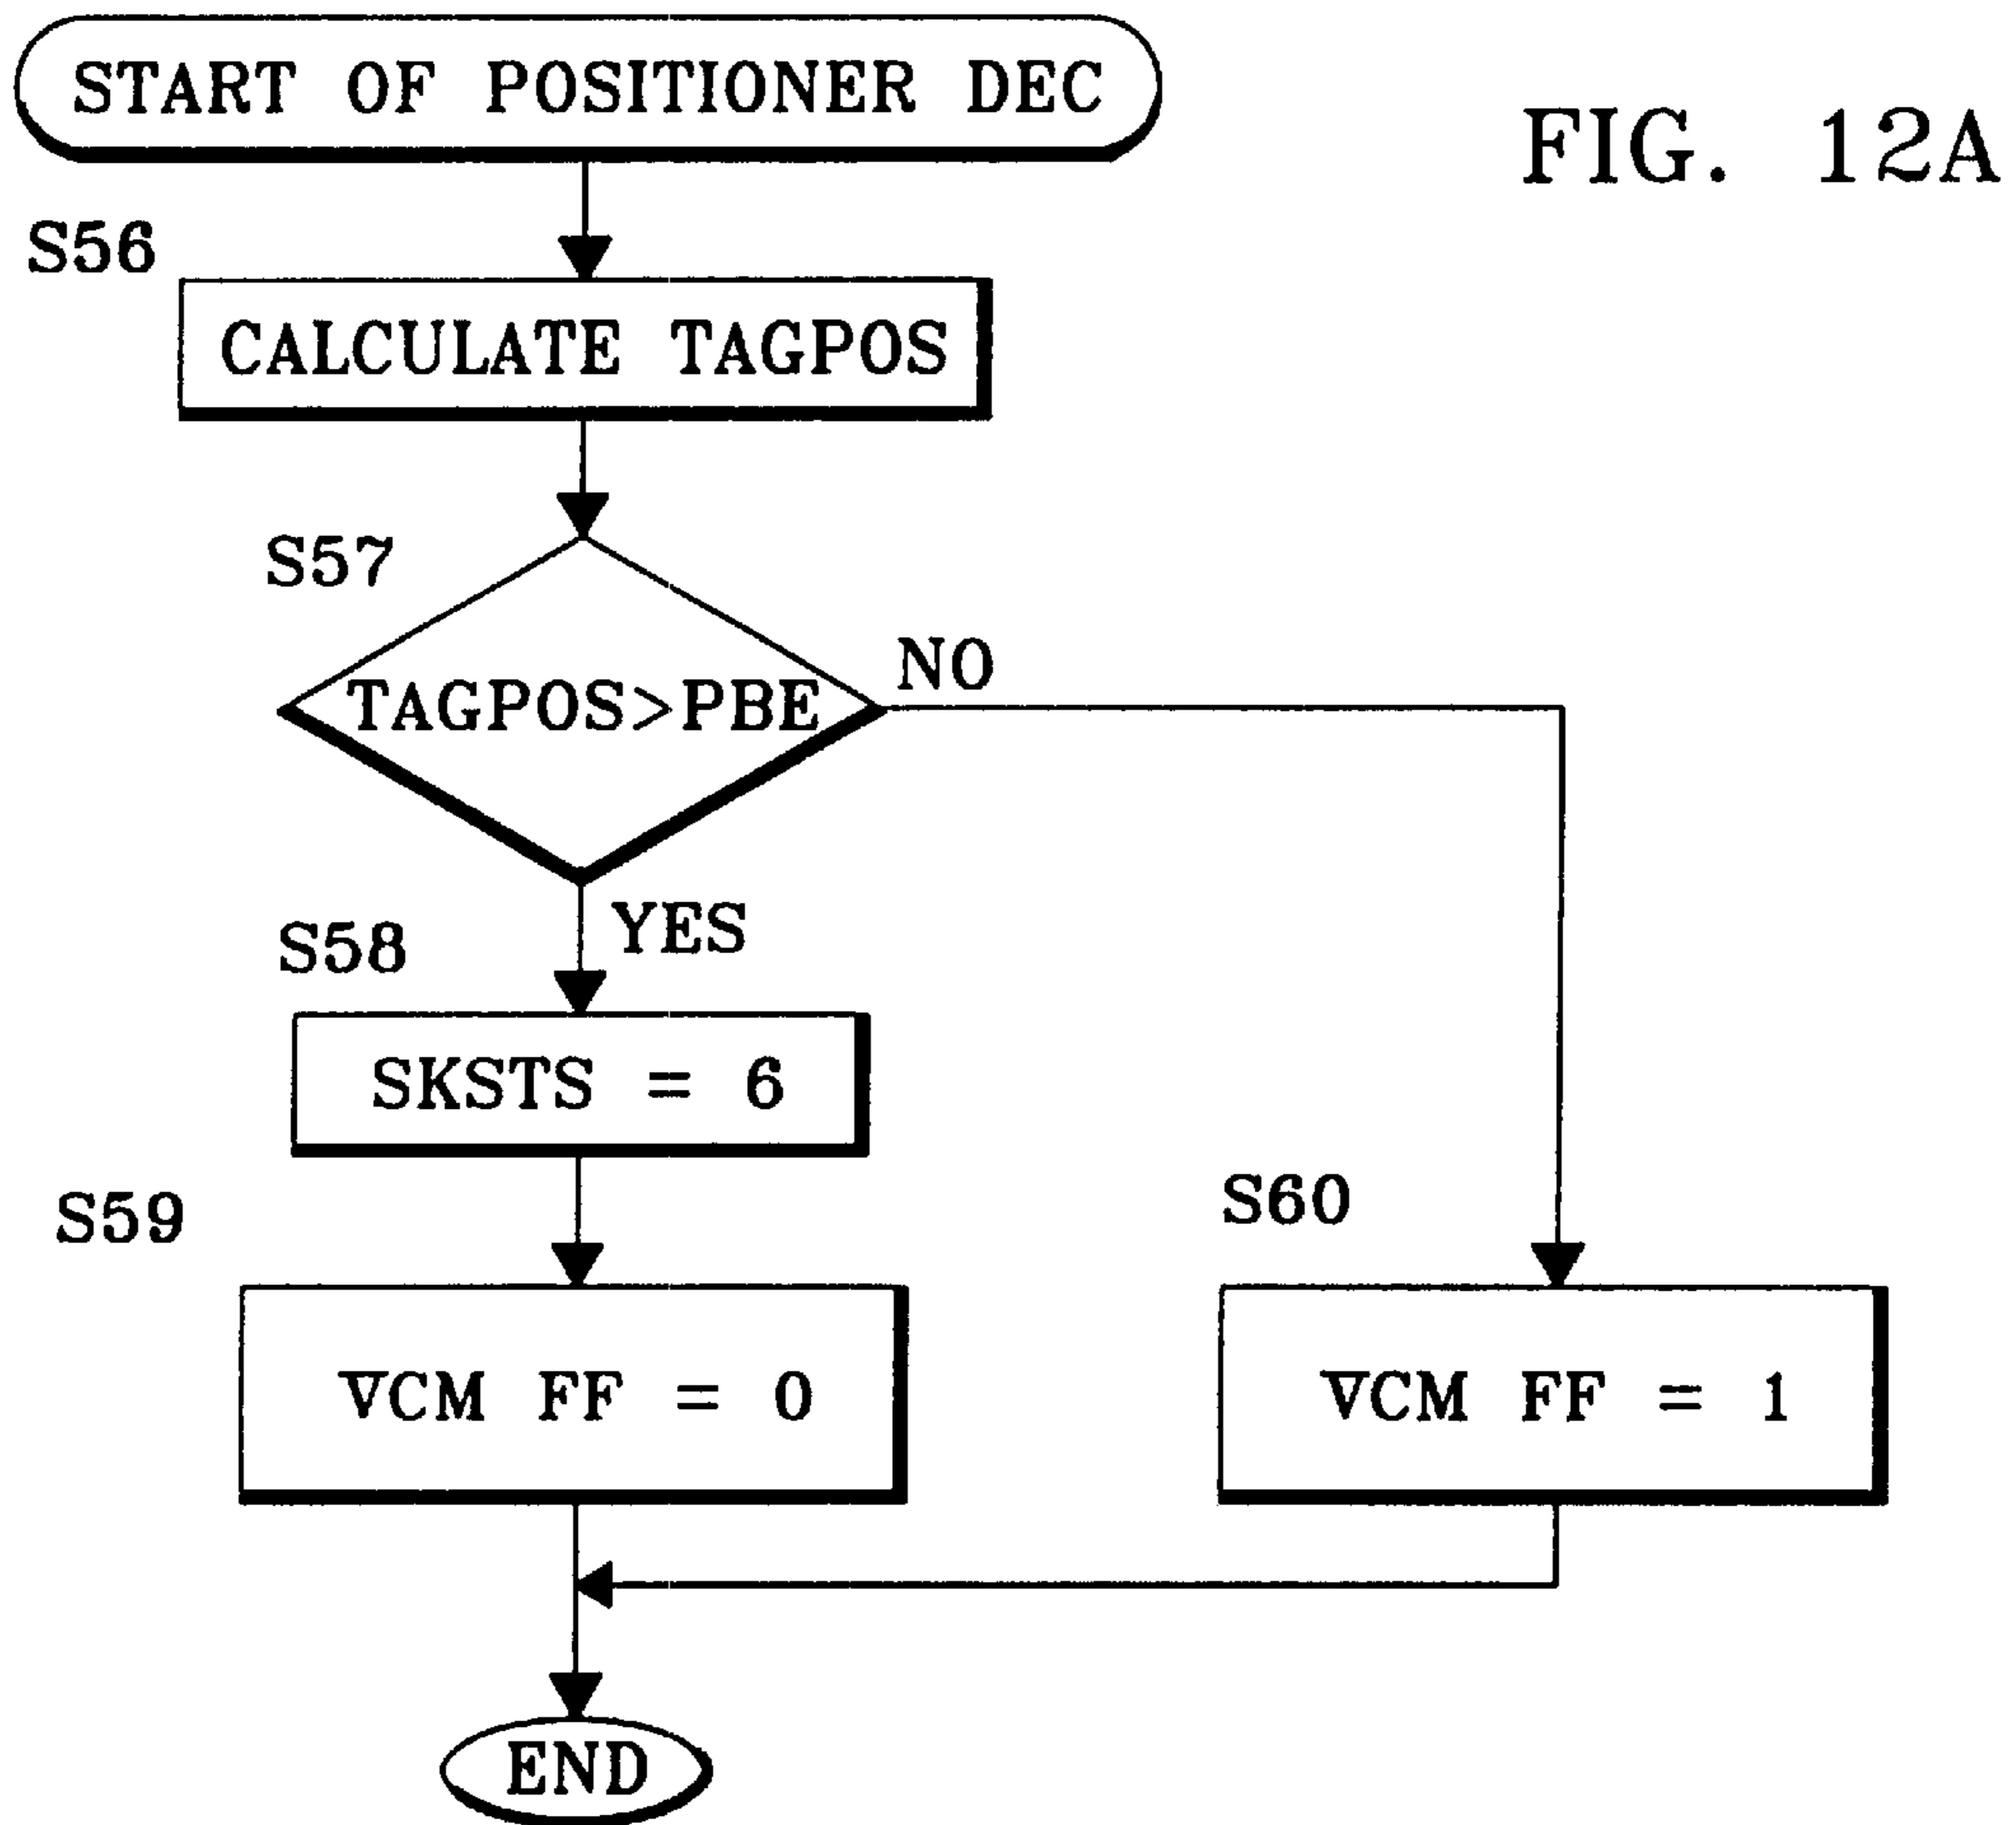 START OF POSITIONER DEC
FIG. 12A
S56
CALCULATE TAGPOS
S57
TAGPOS>PBE
NO
YES
S58
SKSTS = 6
S59
VCM FF = 0
S60
VCM FF = 1
END